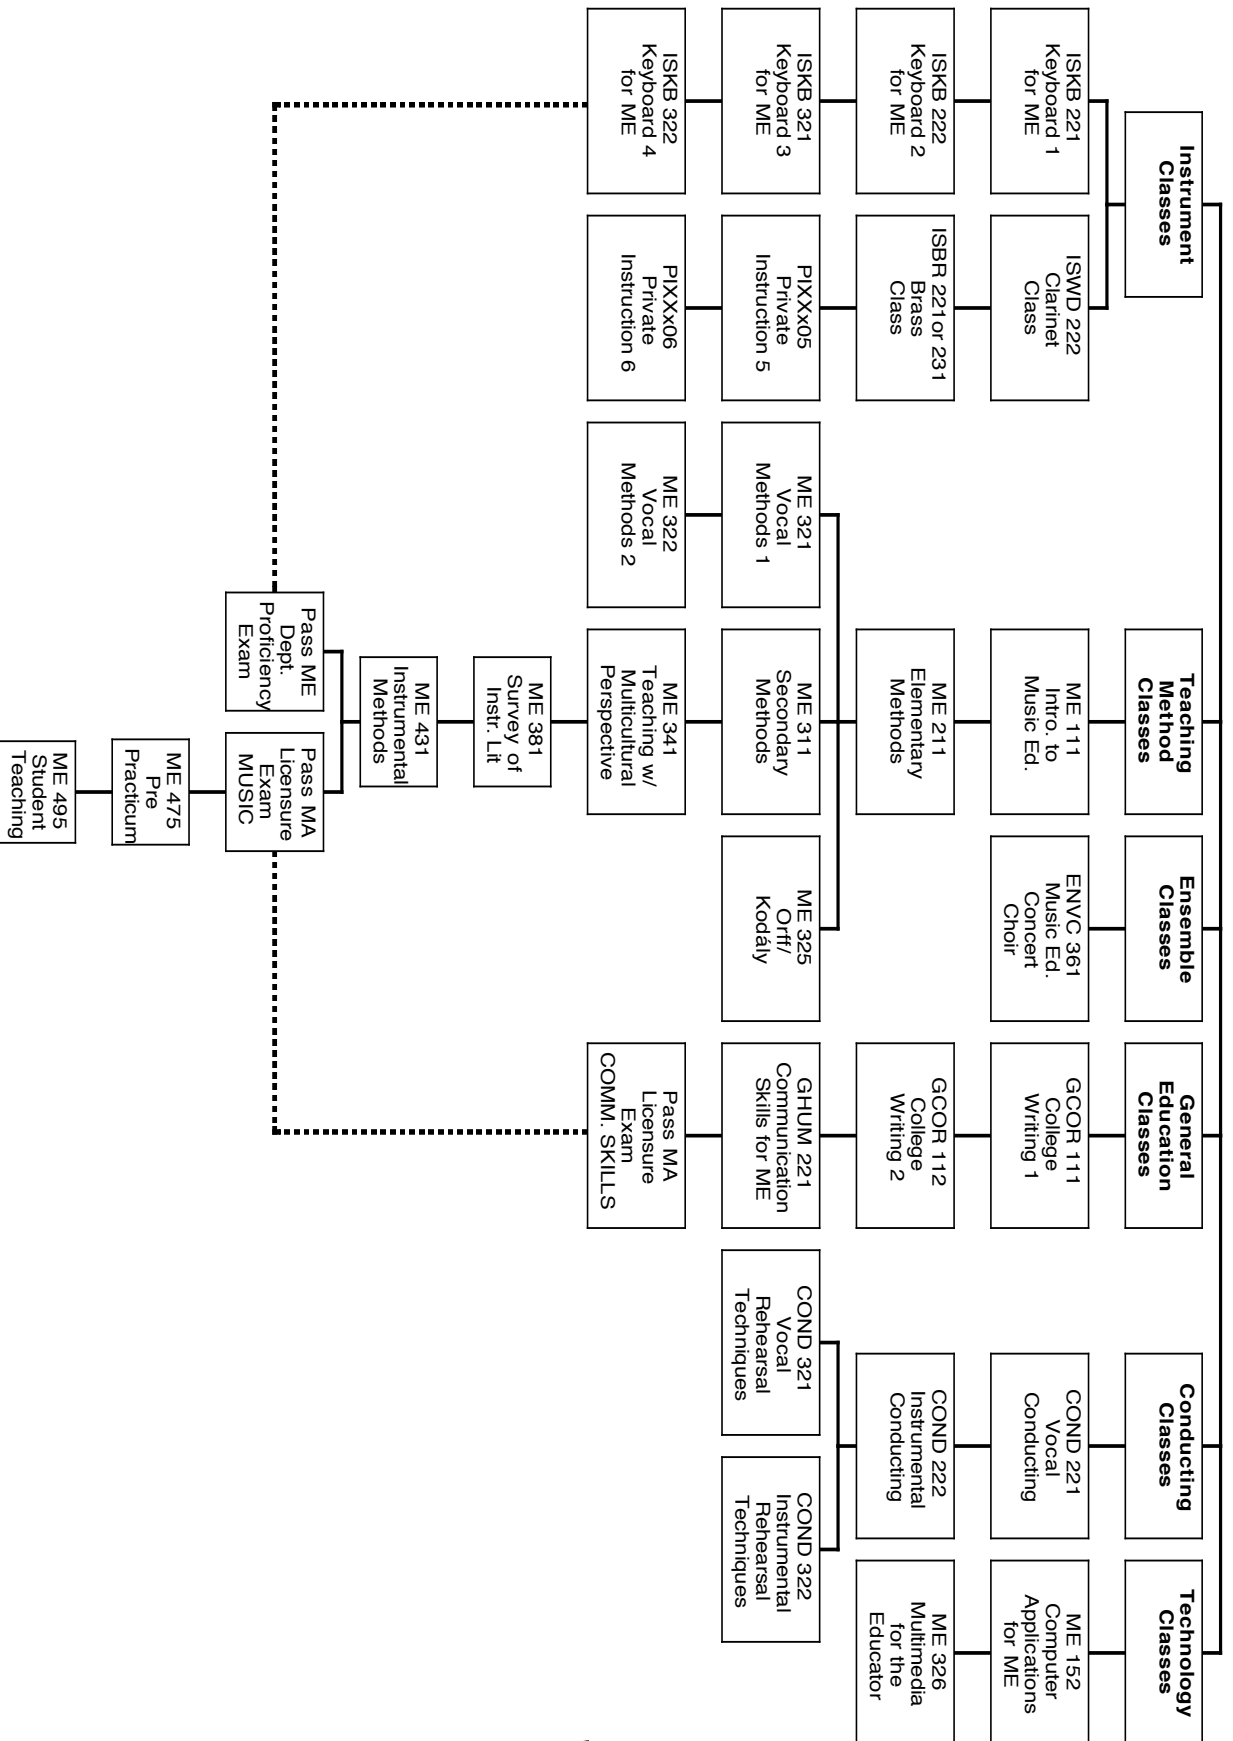 Instrument
Classes
Teaching
Method
Classes
Ensemble
Classes
General
Education
Classes
Conducting
Classes
Technology
Classes
ISKB 221
Keyboard 1
for ME
ISWD 222
Clarinet
Class
ME 111
Intro. to
Music Ed.
ENVC 361
Music Ed.
Concert
Choir
GCOR 111
College
Writing 1
COND 221
Vocal
Conducting
ME 152
Computer
Applications
for ME
ISKB 222
Keyboard 2
for ME
ISBR 221or 231
Brass
Class
ME 211
Elementary
Methods
GCOR 112
College
Writing 2
COND 222
Instrumental
Conducting
ME 326
Multimedia
for the
Educator
ISKB 321
Keyboard 3
for ME
PIXXx05
Private
Instruction 5
ME 321
Vocal
Methods 1
ME 311
Secondary
Methods
ME 325
Orff/
Kodály
GHUM 221
Communication
Skills for ME
COND 321
Vocal
Rehearsal
Techniques
COND 322
Instrumental
Rehearsal
Techniques
ISKB 322
Keyboard 4
for ME
PIXXx06
Private
Instruction 6
ME 322
Vocal
Methods 2
ME 341
Teaching w/
Multicultural
Perspective
Pass MA
Licensure
Exam
COMM. SKILLS
ME 381
Survey of
Instr. Lit
ME 431
Instrumental
Methods
Pass ME
Dept.
Proficiency
Exam
Pass MA
Licensure
Exam
MUSIC
ME 475
Pre
Practicum
ME 495
Student
Teaching